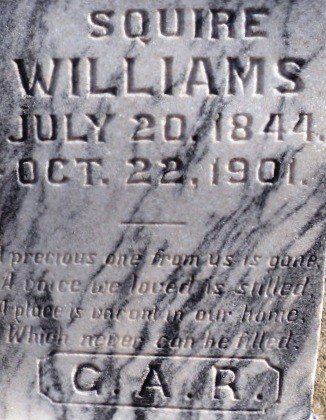 SQUIRE
WILLIAMS
JULY 20, 1844.
OCT. 22, 1901.
A precious one from us is gone,
A voice we loved is stilled,
A place is vacant in our home,
Which never can be filled.
G.A.R.